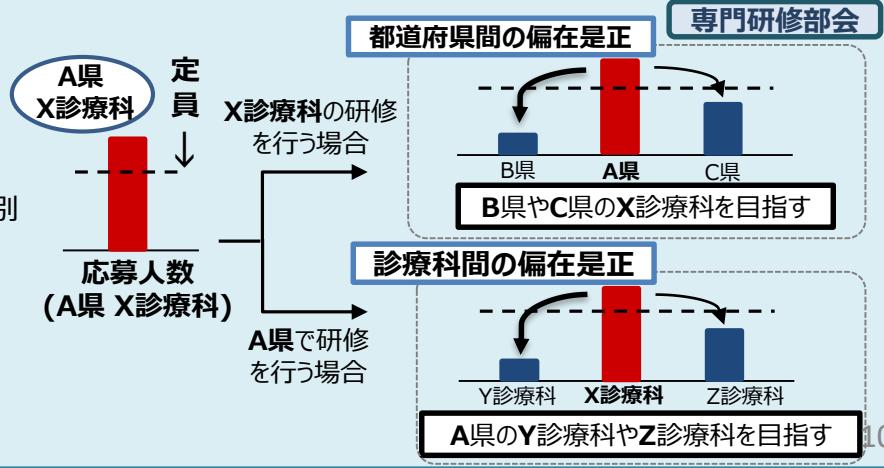 専門研修部会
都道府県間の偏在是正
A県
X診療科
定員
↓
X診療科の研修
を行う場合
B県
A県
C県
別
B県やC県のX診療科を目指す
応募人数
(A県 X診療科)
診療科間の偏在是正
A県で研修
を行う場合
Y診療科
X診療科
Z診療科
A県のY診療科やZ診療科を目指す
10